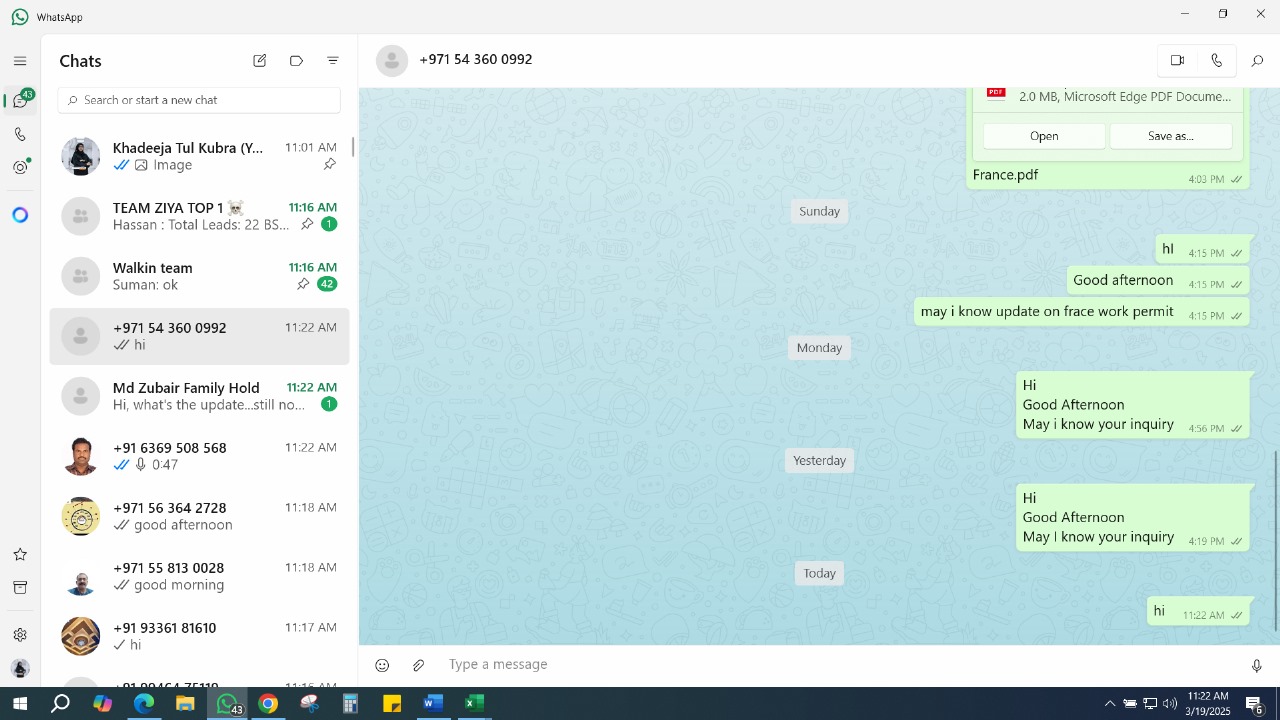 WhatsApp
Chats
Search or start a new chat
43
Khadeeja Tul Kubra (Y... 11:01 AM
Image
TEAM ZIYA TOP 1 ☠️ 11:16 AM
Hassan : Total Leads: 22 BS... 1
Walkin team 11:16 AM
Suman: ok 42
+971 54 360 0992 11:22 AM
hi
Md Zubair Family Hold 11:22 AM
Hi, what's the update...still no... 1
+91 6369 508 568 11:22 AM
0:47
+971 56 364 2728 11:18 AM
good afternoon
+971 55 813 0028 11:18 AM
good morning
+91 93361 81610 11:17 AM
hi
+971 54 360 0992
PDF 2.0 MB, Microsoft Edge PDF Docume...
Open Save as...
France.pdf 4:03 PM
Sunday
hI 4:15 PM
Good afternoon 4:15 PM
may i know update on frace work permit 4:15 PM
Monday
Hi
Good Afternoon
May i know your inquiry 4:56 PM
Yesterday
Hi
Good Afternoon
May I know your inquiry 4:19 PM
Today
hi 11:22 AM
Type a message
43
11:22 AM
3/19/2025
6